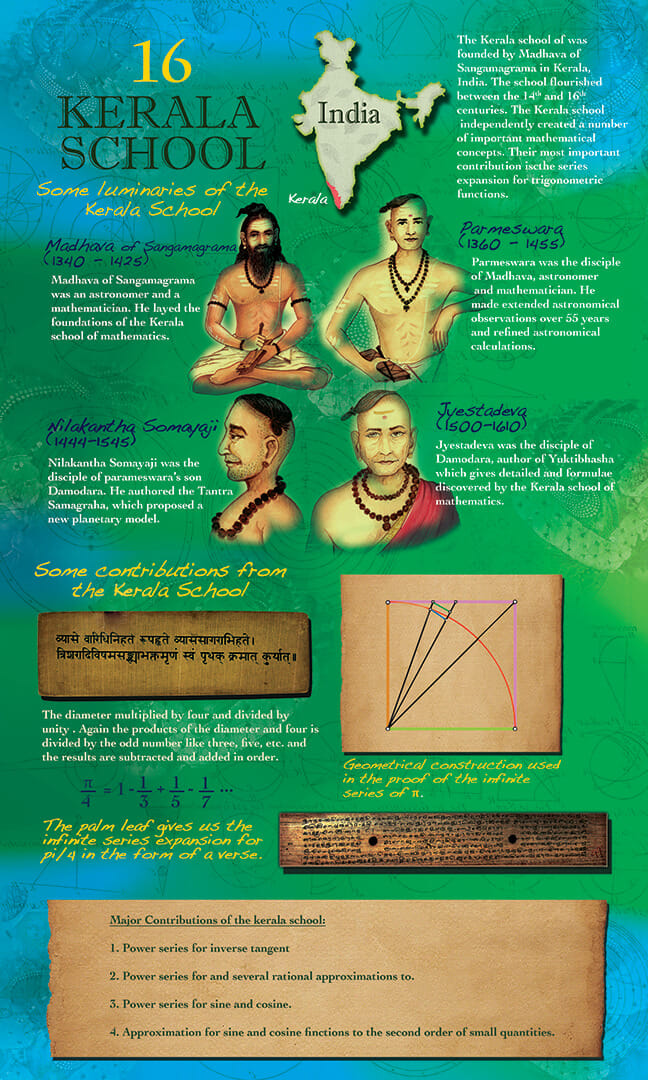 16
KERALA
SCHOOL
India
Kerala
The Kerala school of was
founded by Madhava of
Sangamagrama in Kerala,
India. The school flourished
between the 14th and 16th
centuries. The Kerala school
independently created a number
of important mathematical
concepts. Their most important
contribution iscthe series
expansion for trigonometric
functions.
Some luminaries of the
Kerala School
Madhava of Sangamagrama
(1340 - 1425)
Madhava of Sangamagrama
was an astronomer and a
mathematician. He layed the
foundations of the Kerala
school of mathematics.
Parmeswara
(1360 - 1455)
Parmeswara was the disciple
of Madhava, astronomer
and mathematician. He
made extended astronomical
observations over 55 years
and refined astronomical
calculations.
Nilakantha Somayaji
(1444-1545)
Nilakantha Somayaji was the
disciple of parameswara's son
Damodara. He authored the Tantra
Samagraha, which proposed a
new planetary model.
Jyestadeva
(1500-1610)
Jyestadeva was the disciple of
Damodara, author of Yuktibhasha
which gives detailed and formulae
discovered by the Kerala school of
mathematics.
Some contributions from
the Kerala School
व्यासे वारिधिनिहते रूपहृते व्याससागराभिहते।
त्रिशरादिविषमसङ्ख्याभक्तमृणं स्वं पृथक् क्रमात् कुर्यात्॥
The diameter multiplied by four and divided by
unity . Again the products of the diameter and four is
divided by the odd number like three, five, etc. and
the results are subtracted and added in order.
π/4 = 1 - 1/3 + 1/5 - 1/7 ...
The palm leaf gives us the
infinite series expansion for
pi/4 in the form of a verse.
Geometrical construction used
in the proof of the infinite
series of π.
Major Contributions of the kerala school:
1. Power series for inverse tangent
2. Power series for and several rational approximations to.
3. Power series for sine and cosine.
4. Approximation for sine and cosine finctions to the second order of small quantities.